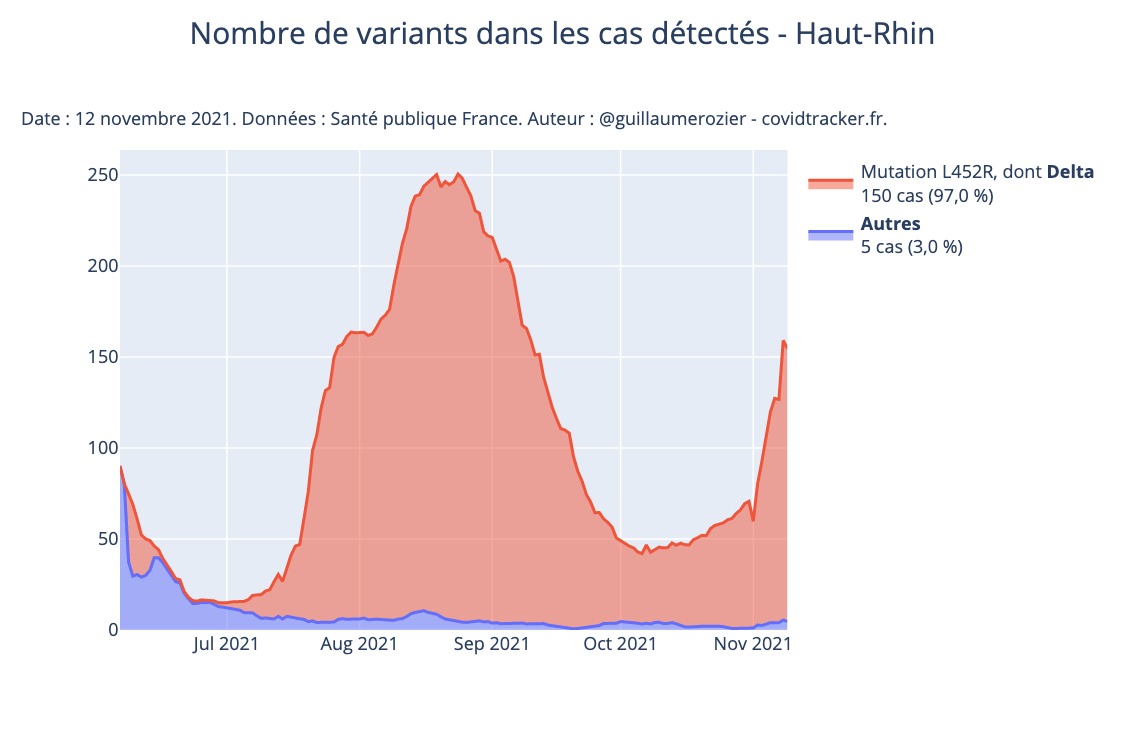 Nombre de variants dans les cas détectés - Haut-Rhin
Date : 12 novembre 2021. Données : Santé publique France. Auteur : @guillaumerozier - covidtracker.fr.
250
200
150
100
50
0
Jul 2021
Aug 2021
Sep 2021
Oct 2021
Nov 2021
Mutation L452R, dont Delta
150 cas (97,0 %)
Autres
5 cas (3,0 %)